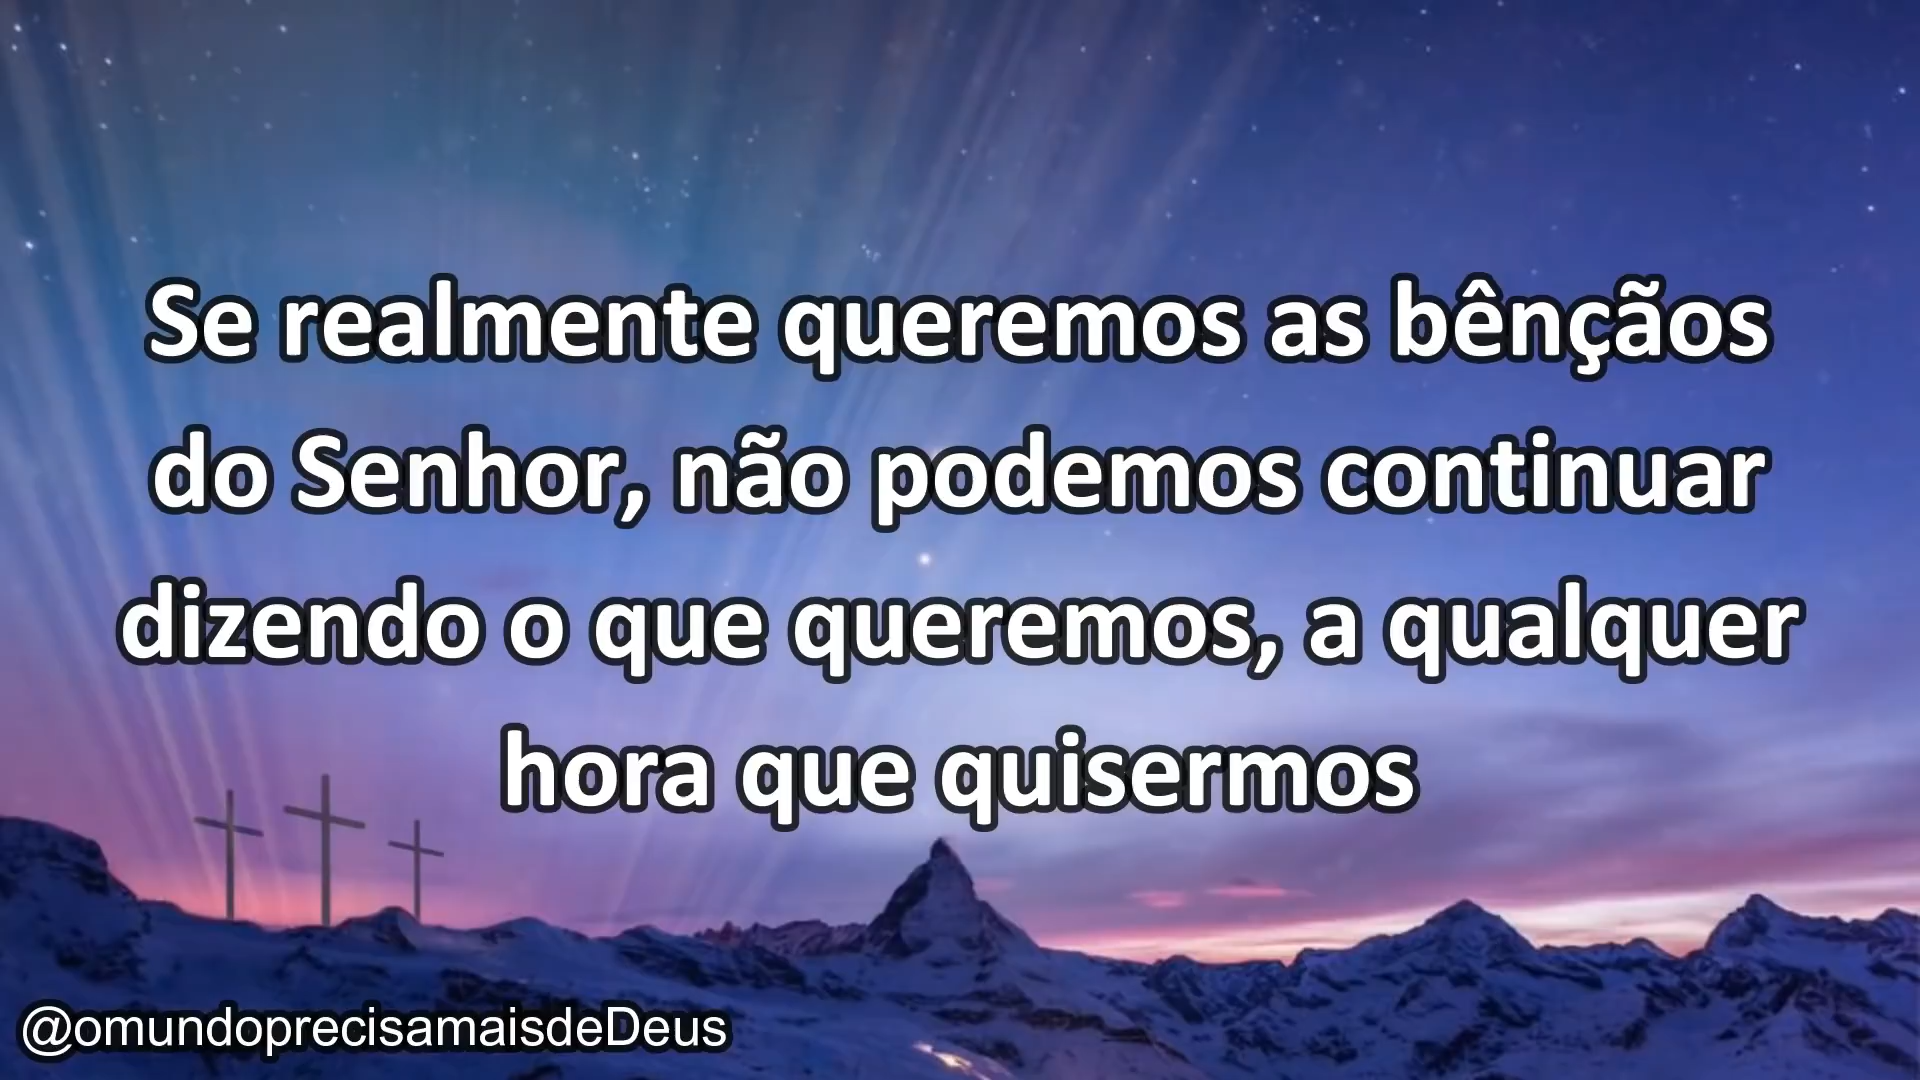 Se realmente queremos as bênçãos
do Senhor, não podemos continuar
dizendo o que queremos, a qualquer
hora que quisermos
@omundoprecisamaisdeDeus